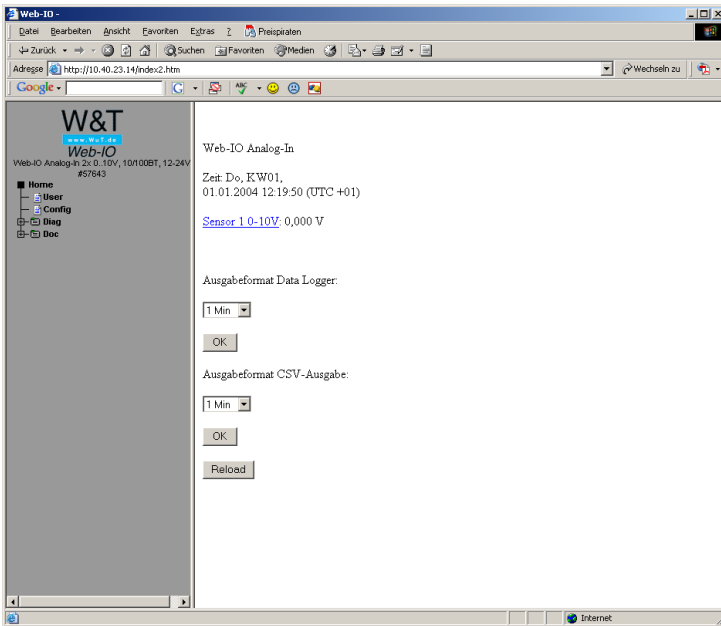 Web-IO -
Datei Bearbeiten Ansicht Favoriten Extras ? Preispiraten
Zurück Suchen Favoriten Medien
Adresse http://10.40.23.14/index2.htm Wechseln zu
Google ABC
W&T
www.WuT.de
Web-IO
Web-IO Analog-In 2x 0..10V, 10/100BT, 12-24V
#57643
Home
User
Config
Diag
Doc
Web-IO Analog-In
Zeit: Do, KW01,
01.01.2004 12:19:50 (UTC +01)
Sensor 1 0-10V: 0,000 V
Ausgabeformat Data Logger:
1 Min
OK
Ausgabeformat CSV-Ausgabe:
1 Min
OK
Reload
Internet